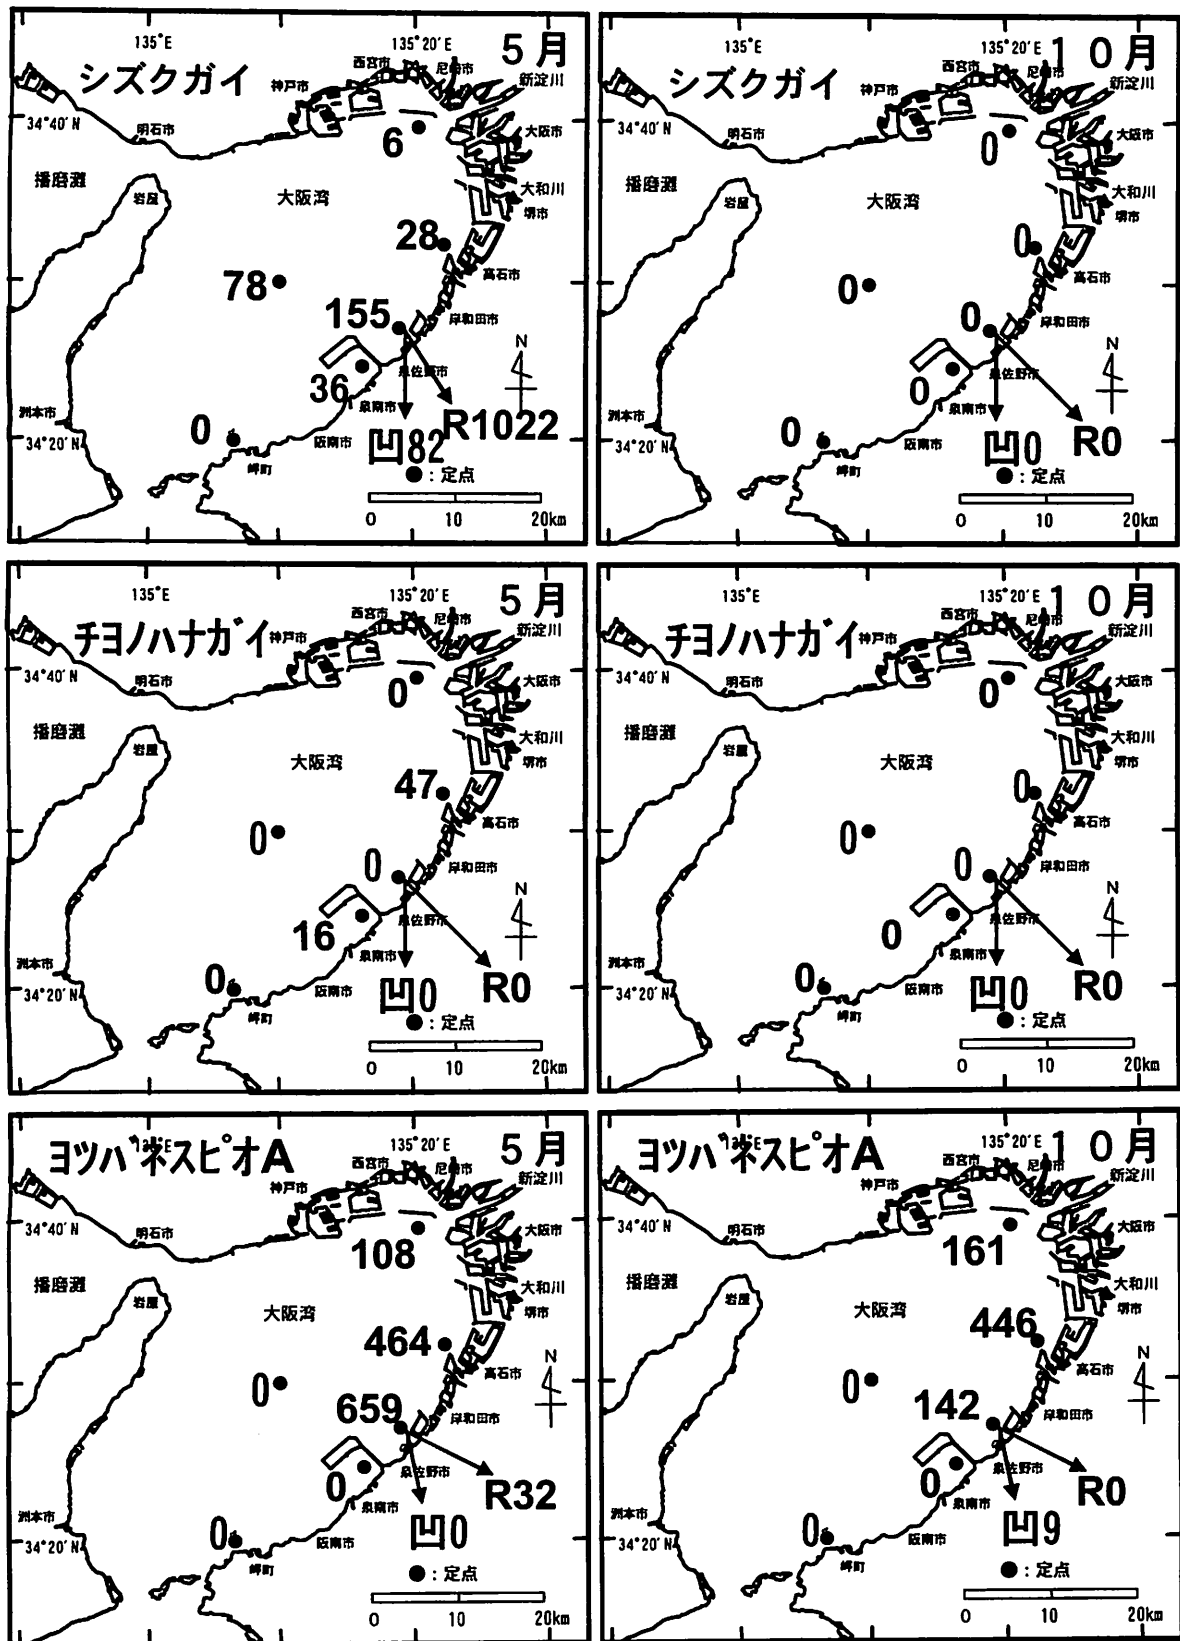 135°E
135°20'E
5月
シズクガイ
西宮市
尼崎市
新淀川
神戸市
34°40'N
明石市
6
大阪市
播磨灘
岩屋
大阪湾
大和川
堺市
28
78
高石市
155
岸和田市
N
36
泉佐野市
泉南市
洲本市
0
R1022
34°20'N
阪南市
岬町
凹82
●：定点
0 10 20km
135°E
135°20'E
10月
シズクガイ
西宮市
尼崎市
新淀川
神戸市
34°40'N
明石市
0
大阪市
播磨灘
岩屋
大阪湾
大和川
堺市
0
0
高石市
0
岸和田市
N
0
泉佐野市
泉南市
洲本市
0
R0
34°20'N
阪南市
岬町
凹0
●：定点
0 10 20km
135°E
135°20'E
5月
チヨノハナガイ
西宮市
尼崎市
新淀川
神戸市
34°40'N
明石市
0
大阪市
播磨灘
岩屋
大阪湾
大和川
堺市
47
0
高石市
0
岸和田市
N
16
泉佐野市
泉南市
洲本市
0
R0
34°20'N
阪南市
岬町
凹0
●：定点
0 10 20km
135°E
135°20'E
10月
チヨノハナガイ
西宮市
尼崎市
新淀川
神戸市
34°40'N
明石市
0
大阪市
播磨灘
岩屋
大阪湾
大和川
堺市
0
0
高石市
0
岸和田市
N
0
泉佐野市
泉南市
洲本市
0
R0
34°20'N
阪南市
岬町
凹0
●：定点
0 10 20km
135°20'E
5月
ヨツバネスピオA
西宮市
尼崎市
新淀川
神戸市
34°40'N
明石市
108
大阪市
播磨灘
岩屋
大阪湾
大和川
堺市
464
0
高石市
659
岸和田市
N
0
泉佐野市
泉南市
R32
洲本市
0
34°20'N
阪南市
岬町
凹0
●：定点
0 10 20km
135°20'E
10月
ヨツバネスピオA
西宮市
尼崎市
新淀川
神戸市
34°40'N
明石市
161
大阪市
播磨灘
岩屋
大阪湾
大和川
堺市
446
0
高石市
142
岸和田市
N
0
泉佐野市
泉南市
R0
洲本市
0
34°20'N
阪南市
岬町
凹9
●：定点
0 10 20km